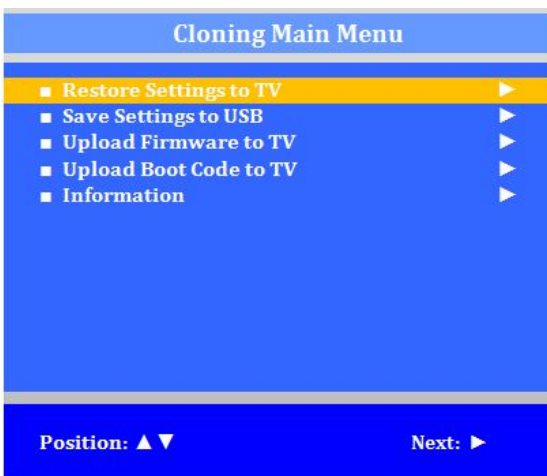 Cloning Main Menu
■ Restore Settings to TV ►
■ Save Settings to USB ►
■ Upload Firmware to TV ►
■ Upload Boot Code to TV ►
■ Information ►
Position: ▲▼ Next: ►